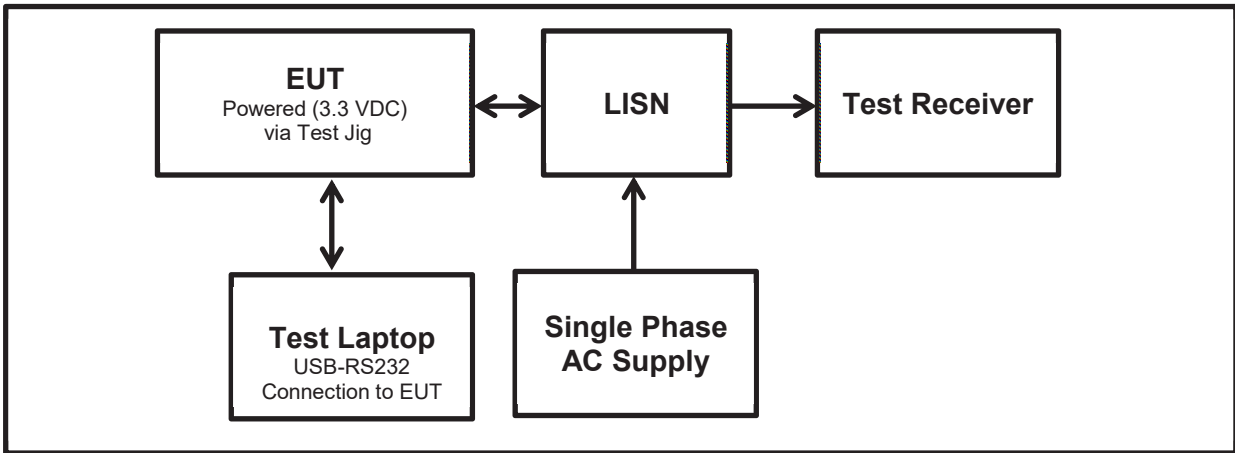 EUT
Powered (3.3 VDC)
via Test Jig
LISN
Test Receiver
Test Laptop
USB-RS232
Connection to EUT
Single Phase
AC Supply